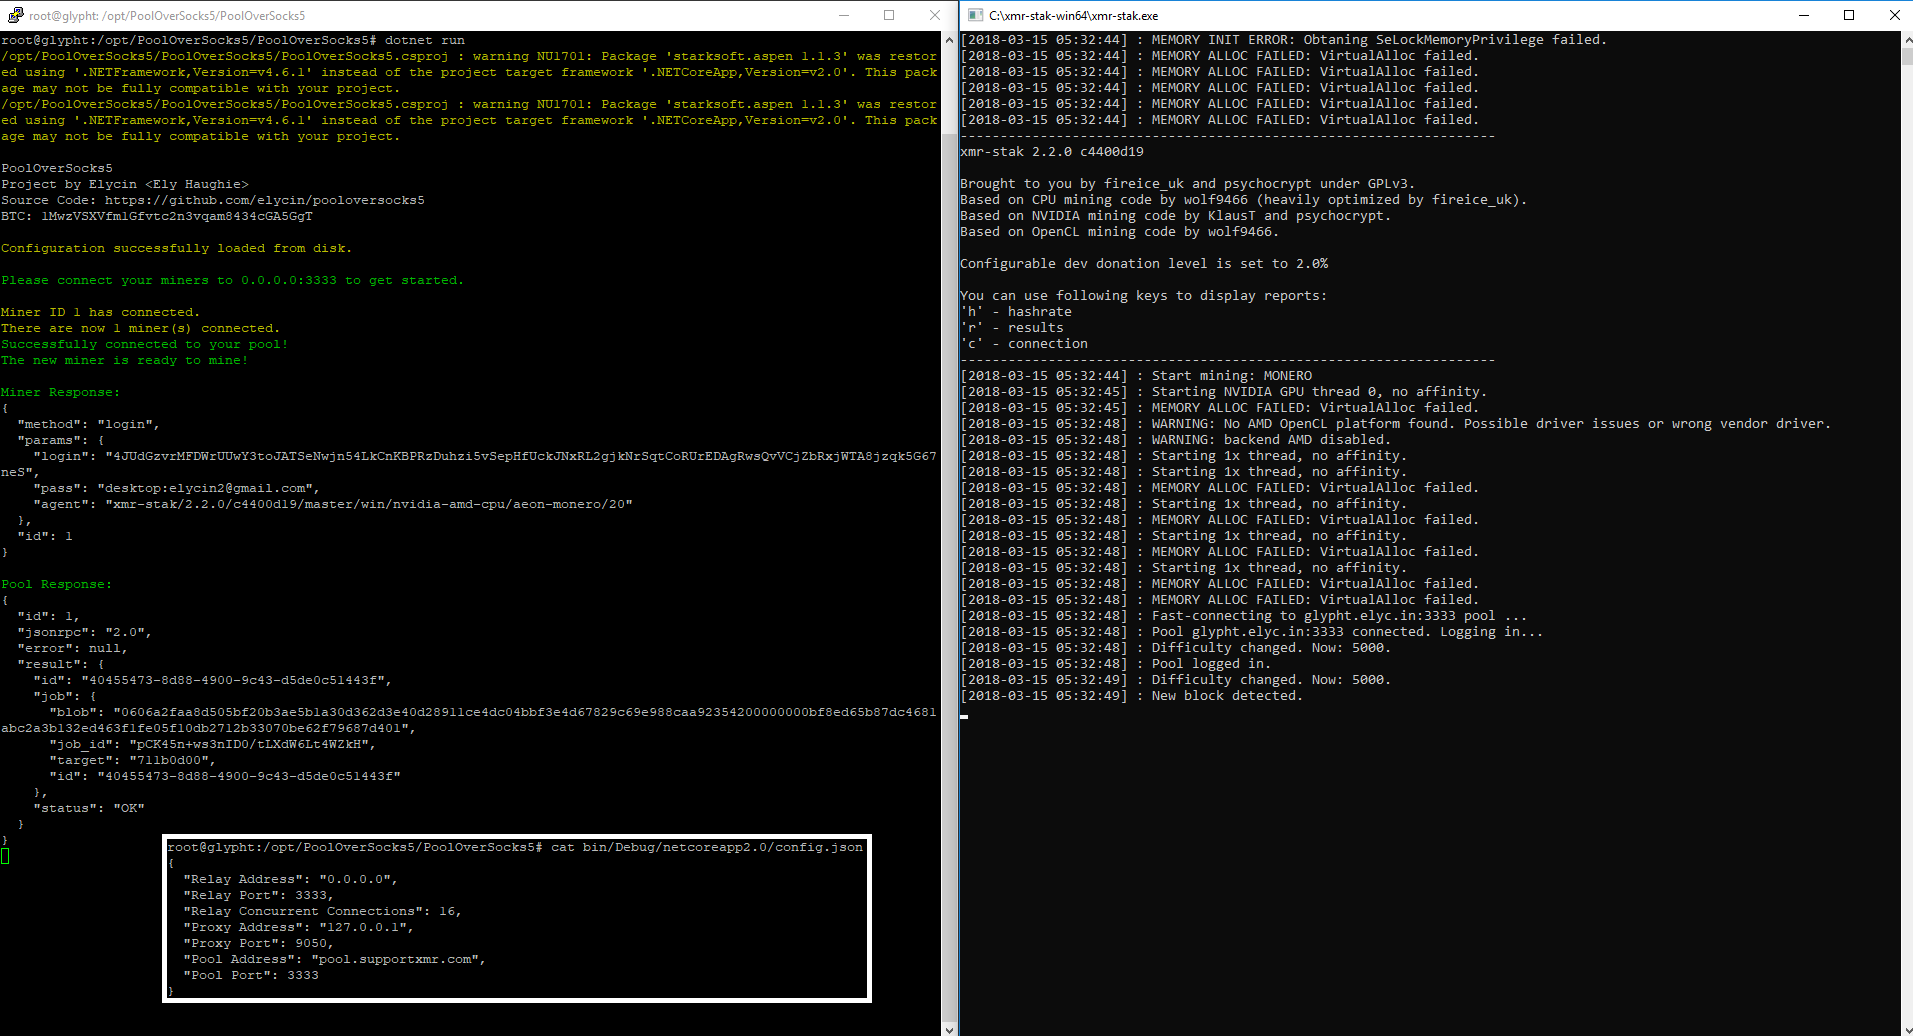 root@glypht: /opt/PoolOverSocks5/PoolOverSocks5
root@glypht:/opt/PoolOverSocks5/PoolOverSocks5# dotnet run
/opt/PoolOverSocks5/PoolOverSocks5/PoolOverSocks5.csproj : warning NU1701: Package 'starksoft.aspen 1.1.3' was restor
ed using '.NETFramework,Version=v4.6.1' instead of the project target framework '.NETCoreApp,Version=v2.0'. This pack
age may not be fully compatible with your project.
/opt/PoolOverSocks5/PoolOverSocks5/PoolOverSocks5.csproj : warning NU1701: Package 'starksoft.aspen 1.1.3' was restor
ed using '.NETFramework,Version=v4.6.1' instead of the project target framework '.NETCoreApp,Version=v2.0'. This pack
age may not be fully compatible with your project.
PoolOverSocks5
Project by Elycin <Ely Haughie>
Source Code: https://github.com/elycin/pooloversocks5
BTC: 1MwzVSXVfm1Gfvtc2n3vqam8434cGA5GgT
Configuration successfully loaded from disk.
Please connect your miners to 0.0.0.0:3333 to get started.
Miner ID 1 has connected.
There are now 1 miner(s) connected.
Successfully connected to your pool!
The new miner is ready to mine!
Miner Response:
{
  "method": "login",
  "params": {
    "login": "4JUdGzvrMFDWrUUwY3toJATSeNwjn54LkCnKBPRzDuhzi5vSepHfUckJNxRL2gjkNrSqtCoRUrEDAgRwsQvVCjZbRxjWTA8jzqk5G67
neS",
    "pass": "desktop:elycin2@gmail.com",
    "agent": "xmr-stak/2.2.0/c4400d19/master/win/nvidia-amd-cpu/aeon-monero/20"
  },
  "id": 1
}
Pool Response:
{
  "id": 1,
  "jsonrpc": "2.0",
  "error": null,
  "result": {
    "id": "40455473-8d88-4900-9c43-d5de0c51443f",
    "job": {
      "blob": "0606a2faa8d505bf20b3ae5b1a30d362d3e40d28911ce4dc04bbf3e4d67829c69e988caa92354200000000bf8ed65b87dc4681
abc2a3b132ed463f1fe05f10db2712b33070be62f79687d401",
      "job_id": "pCK45n+ws3nID0/tLXdW6Lt4WZkH",
      "target": "711b0d00",
      "id": "40455473-8d88-4900-9c43-d5de0c51443f"
    },
    "status": "OK"
  }
}
root@glypht:/opt/PoolOverSocks5/PoolOverSocks5# cat bin/Debug/netcoreapp2.0/config.json
{
  "Relay Address": "0.0.0.0",
  "Relay Port": 3333,
  "Relay Concurrent Connections": 16,
  "Proxy Address": "127.0.0.1",
  "Proxy Port": 9050,
  "Pool Address": "pool.supportxmr.com",
  "Pool Port": 3333
}
C:\xmr-stak-win64\xmr-stak.exe
[2018-03-15 05:32:44] : MEMORY INIT ERROR: Obtaning SeLockMemoryPrivilege failed.
[2018-03-15 05:32:44] : MEMORY ALLOC FAILED: VirtualAlloc failed.
[2018-03-15 05:32:44] : MEMORY ALLOC FAILED: VirtualAlloc failed.
[2018-03-15 05:32:44] : MEMORY ALLOC FAILED: VirtualAlloc failed.
[2018-03-15 05:32:44] : MEMORY ALLOC FAILED: VirtualAlloc failed.
[2018-03-15 05:32:44] : MEMORY ALLOC FAILED: VirtualAlloc failed.
-------------------------------------------------------------------
xmr-stak 2.2.0 c4400d19
Brought to you by fireice_uk and psychocrypt under GPLv3.
Based on CPU mining code by wolf9466 (heavily optimized by fireice_uk).
Based on NVIDIA mining code by KlausT and psychocrypt.
Based on OpenCL mining code by wolf9466.
Configurable dev donation level is set to 2.0%
You can use following keys to display reports:
'h' - hashrate
'r' - results
'c' - connection
-------------------------------------------------------------------
[2018-03-15 05:32:44] : Start mining: MONERO
[2018-03-15 05:32:45] : Starting NVIDIA GPU thread 0, no affinity.
[2018-03-15 05:32:45] : MEMORY ALLOC FAILED: VirtualAlloc failed.
[2018-03-15 05:32:48] : WARNING: No AMD OpenCL platform found. Possible driver issues or wrong vendor driver.
[2018-03-15 05:32:48] : WARNING: backend AMD disabled.
[2018-03-15 05:32:48] : Starting 1x thread, no affinity.
[2018-03-15 05:32:48] : Starting 1x thread, no affinity.
[2018-03-15 05:32:48] : MEMORY ALLOC FAILED: VirtualAlloc failed.
[2018-03-15 05:32:48] : Starting 1x thread, no affinity.
[2018-03-15 05:32:48] : MEMORY ALLOC FAILED: VirtualAlloc failed.
[2018-03-15 05:32:48] : Starting 1x thread, no affinity.
[2018-03-15 05:32:48] : MEMORY ALLOC FAILED: VirtualAlloc failed.
[2018-03-15 05:32:48] : Starting 1x thread, no affinity.
[2018-03-15 05:32:48] : MEMORY ALLOC FAILED: VirtualAlloc failed.
[2018-03-15 05:32:48] : MEMORY ALLOC FAILED: VirtualAlloc failed.
[2018-03-15 05:32:48] : Fast-connecting to glypht.elyc.in:3333 pool ...
[2018-03-15 05:32:48] : Pool glypht.elyc.in:3333 connected. Logging in...
[2018-03-15 05:32:48] : Difficulty changed. Now: 5000.
[2018-03-15 05:32:48] : Pool logged in.
[2018-03-15 05:32:49] : Difficulty changed. Now: 5000.
[2018-03-15 05:32:49] : New block detected.